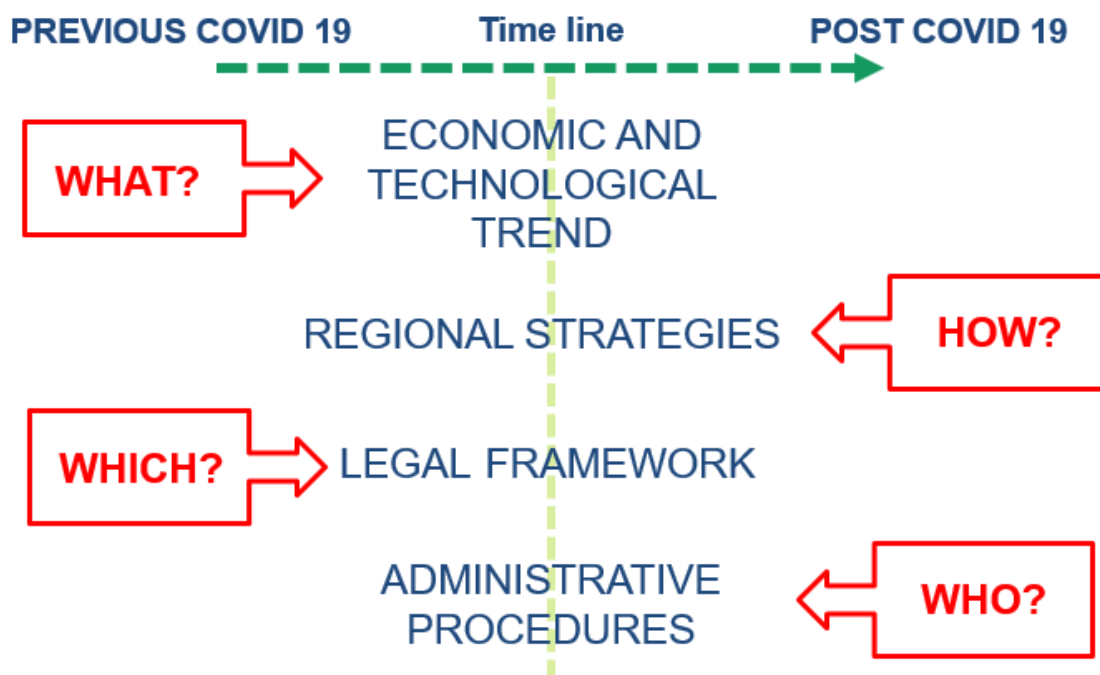 PREVIOUS COVID 19 Time line POST COVID 19
WHAT?
ECONOMIC AND
TECHNOLOGICAL
TREND
REGIONAL STRATEGIES
HOW?
WHICH?
LEGAL FRAMEWORK
ADMINISTRATIVE
PROCEDURES
WHO?